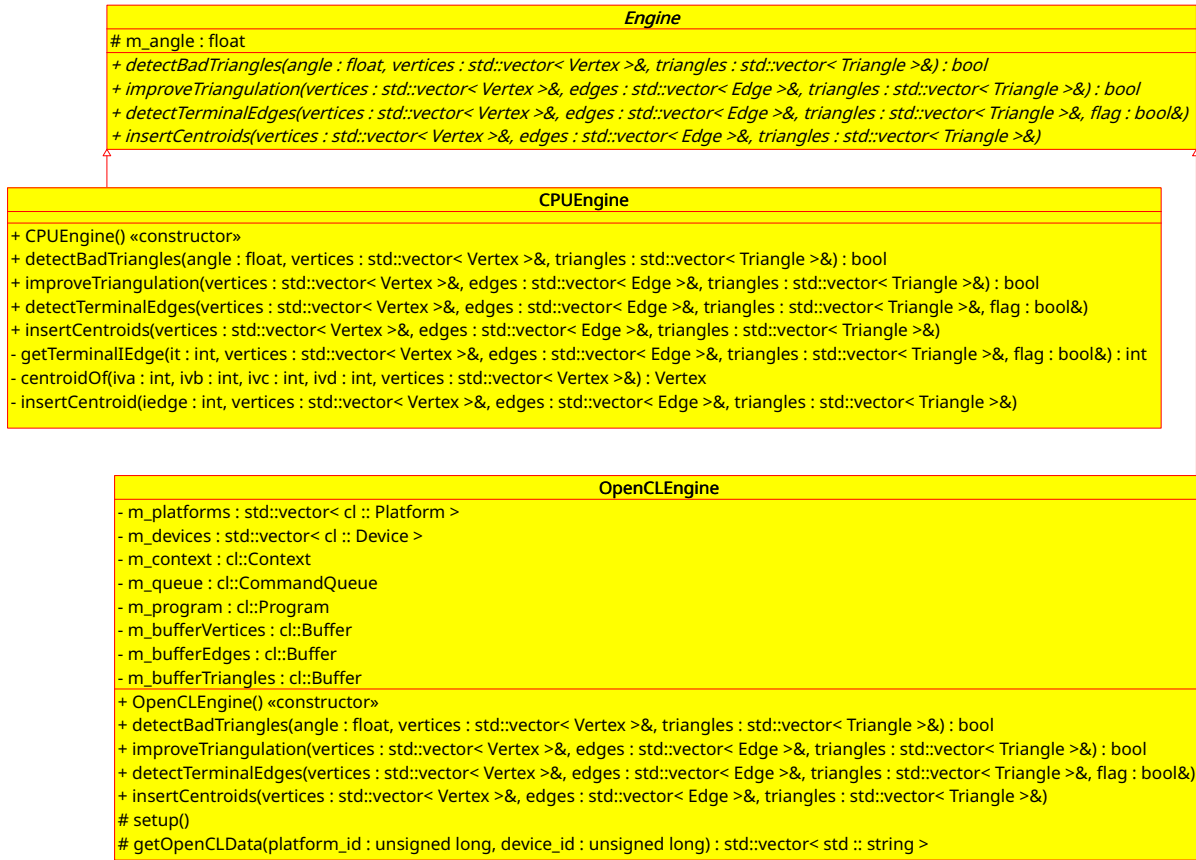 Engine
# m_angle : float
+ detectBadTriangles(angle : float, vertices : std::vector< Vertex >&, triangles : std::vector< Triangle >&) : bool
+ improveTriangulation(vertices : std::vector< Vertex >&, edges : std::vector< Edge >&, triangles : std::vector< Triangle >&) : bool
+ detectTerminalEdges(vertices : std::vector< Vertex >&, edges : std::vector< Edge >&, triangles : std::vector< Triangle >&, flag : bool&)
+ insertCentroids(vertices : std::vector< Vertex >&, edges : std::vector< Edge >&, triangles : std::vector< Triangle >&)
CPUEngine
+ CPUEngine() «constructor»
+ detectBadTriangles(angle : float, vertices : std::vector< Vertex >&, triangles : std::vector< Triangle >&) : bool
+ improveTriangulation(vertices : std::vector< Vertex >&, edges : std::vector< Edge >&, triangles : std::vector< Triangle >&) : bool
+ detectTerminalEdges(vertices : std::vector< Vertex >&, edges : std::vector< Edge >&, triangles : std::vector< Triangle >&, flag : bool&)
+ insertCentroids(vertices : std::vector< Vertex >&, edges : std::vector< Edge >&, triangles : std::vector< Triangle >&)
- getTerminalIEdge(it : int, vertices : std::vector< Vertex >&, edges : std::vector< Edge >&, triangles : std::vector< Triangle >&, flag : bool&) : int
- centroidOf(iva : int, ivb : int, ivc : int, ivd : int, vertices : std::vector< Vertex >&) : Vertex
- insertCentroid(iedge : int, vertices : std::vector< Vertex >&, edges : std::vector< Edge >&, triangles : std::vector< Triangle >&)
OpenCLEngine
- m_platforms : std::vector< cl :: Platform >
- m_devices : std::vector< cl :: Device >
- m_context : cl::Context
- m_queue : cl::CommandQueue
- m_program : cl::Program
- m_bufferVertices : cl::Buffer
- m_bufferEdges : cl::Buffer
- m_bufferTriangles : cl::Buffer
+ OpenCLEngine() «constructor»
+ detectBadTriangles(angle : float, vertices : std::vector< Vertex >&, triangles : std::vector< Triangle >&) : bool
+ improveTriangulation(vertices : std::vector< Vertex >&, edges : std::vector< Edge >&, triangles : std::vector< Triangle >&) : bool
+ detectTerminalEdges(vertices : std::vector< Vertex >&, edges : std::vector< Edge >&, triangles : std::vector< Triangle >&, flag : bool&)
+ insertCentroids(vertices : std::vector< Vertex >&, edges : std::vector< Edge >&, triangles : std::vector< Triangle >&)
# setup()
# getOpenCLData(platform_id : unsigned long, device_id : unsigned long) : std::vector< std :: string >